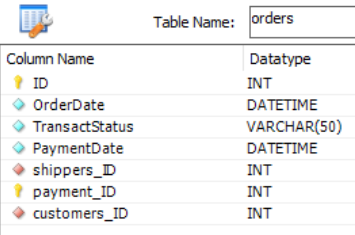 Table Name: orders
Column Name Datatype
ID INT
OrderDate DATETIME
TransactStatus VARCHAR(50)
PaymentDate DATETIME
shippers_ID INT
payment_ID INT
customers_ID INT